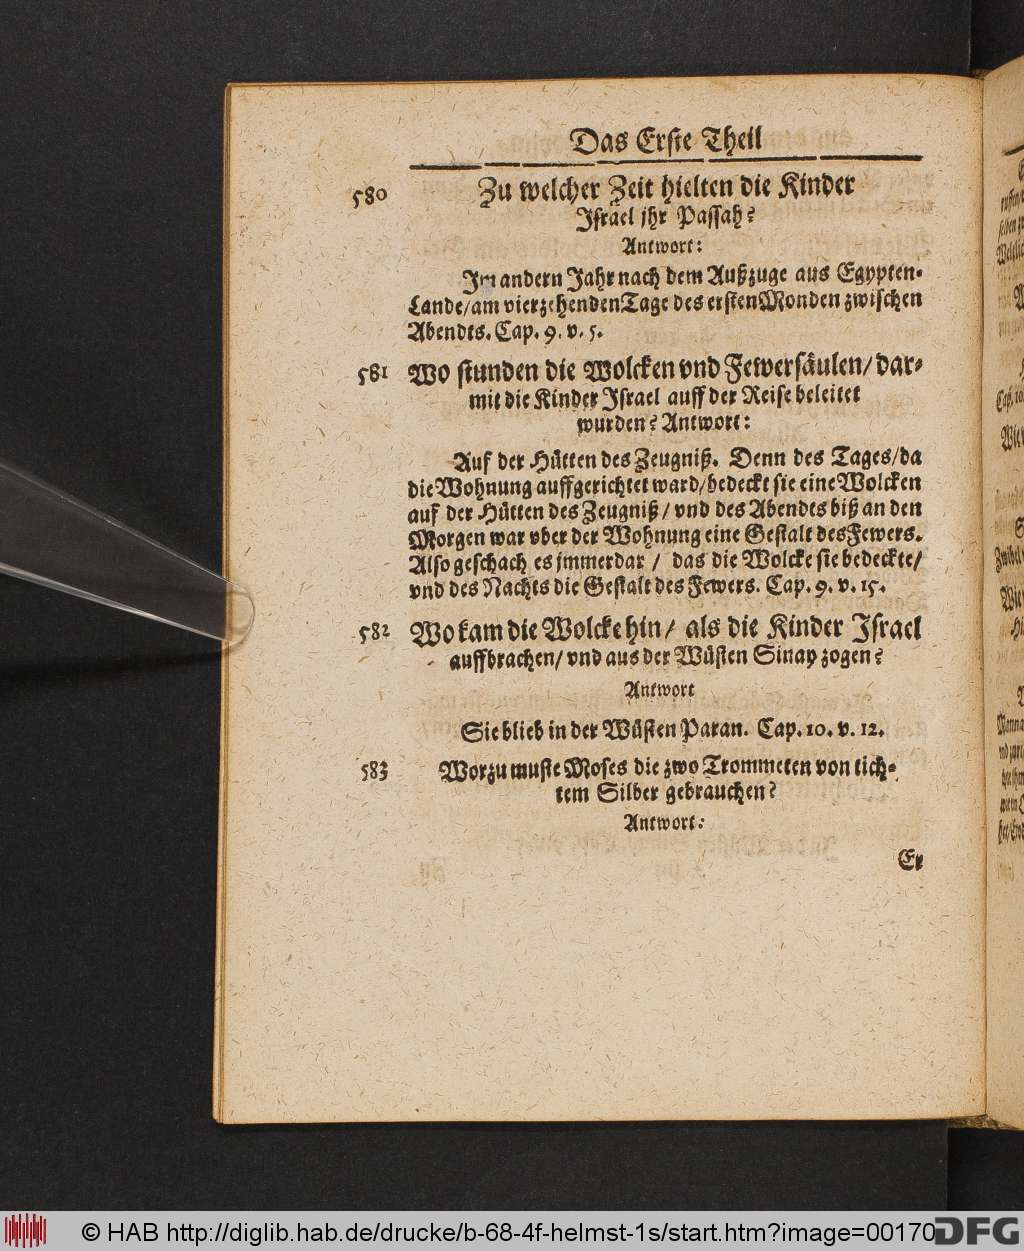 Das Erste Theil
580 Zu welcher Zeit hielten die Kinder
Israel jhr Passah?
Antwort:
Im andern Jahr nach dem Außzuge aus Egypten-
Lande/am vierzehenden Tage des ersten Monden zwischen
Abendts. Cap. 9. v. 5.
581 Wo stunden die Wolcken vnd Fewersäulen/ dar-
mit die Kinder Israel auff der Reise beleitet
wurden? Antwort:
Auf der Hütten des Zeugniß. Denn des Tages/da
die Wohnung auffgerichtet ward/bedeckt sie eine Wolcken
auf der Hütten des Zeugniß/ vnd des Abendts biß an den
Morgen war vber der Wohnung eine Gestalt des Fewers.
Also geschach es jmmerdar / das die Wolcke sie bedeckte/
vnd des Nachts die Gestalt des Fewers. Cap. 9. v. 15.
582 Wo kam die Wolcke hin/ als die Kinder Israel
auffbrachen/ vnd aus der Wüsten Sinay zogen?
Antwort
Sie blieb in der Wüsten Paran. Cap. 10. v. 12.
583 Worzu muste Moses die zwo Trommeten von tich-
tem Silber gebrauchen?
Antwort:
Er
© HAB http://diglib.hab.de/drucke/b-68-4f-helmst-1s/start.htm?image=00170
DFG